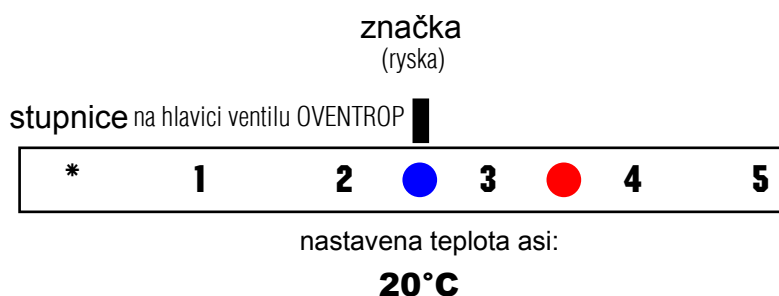 značka
(ryska)
stupnice na hlavici ventilu OVENTROP
* 1 2 3 4 5
nastavena teplota asi:
20°C